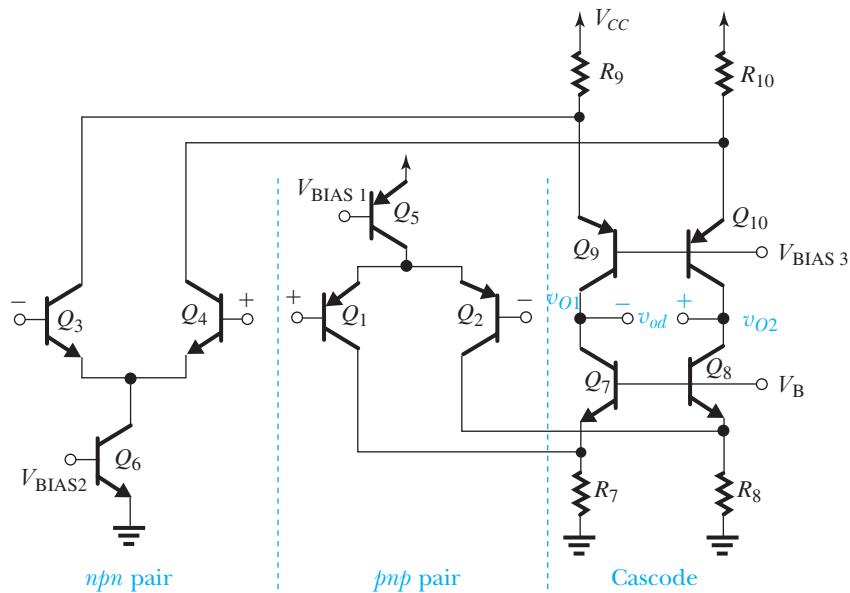 V_CC
R_9
R_10
V_BIAS 1
Q_5
Q_10
Q_9
V_BIAS 3
−
Q_3
Q_4
+
+
Q_1
Q_2
−
v_O1
−
v_od
+
v_O2
Q_7
Q_8
V_B
V_BIAS2
Q_6
R_7
R_8
npn pair
pnp pair
Cascode